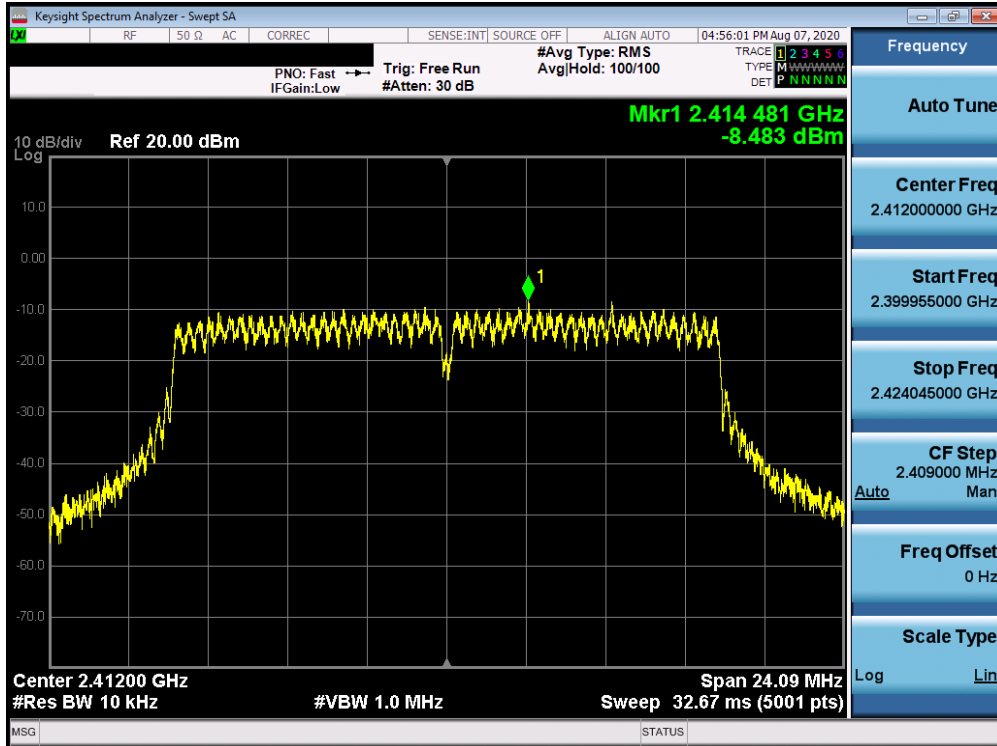 Keysight Spectrum Analyzer - Swept SA
LXI RF 50 Ω AC CORREC SENSE:INT SOURCE OFF ALIGN AUTO 04:56:01 PM Aug 07, 2020
#Avg Type: RMS TRACE 1 2 3 4 5 6
PNO: Fast Trig: Free Run Avg|Hold: 100/100 TYPE M W W W W W
IFGain:Low #Atten: 30 dB DET P N N N N N
Mkr1 2.414 481 GHz
10 dB/div Ref 20.00 dBm -8.483 dBm
Log
10.0
0.00
1
-10.0
-20.0
-30.0
-40.0
-50.0
-60.0
-70.0
Center 2.41200 GHz Span 24.09 MHz
#Res BW 10 kHz #VBW 1.0 MHz Sweep 32.67 ms (5001 pts)
MSG STATUS
Frequency
Auto Tune
Center Freq
2.412000000 GHz
Start Freq
2.399955000 GHz
Stop Freq
2.424045000 GHz
CF Step
2.409000 MHz
Auto Man
Freq Offset
0 Hz
Scale Type
Log Lin